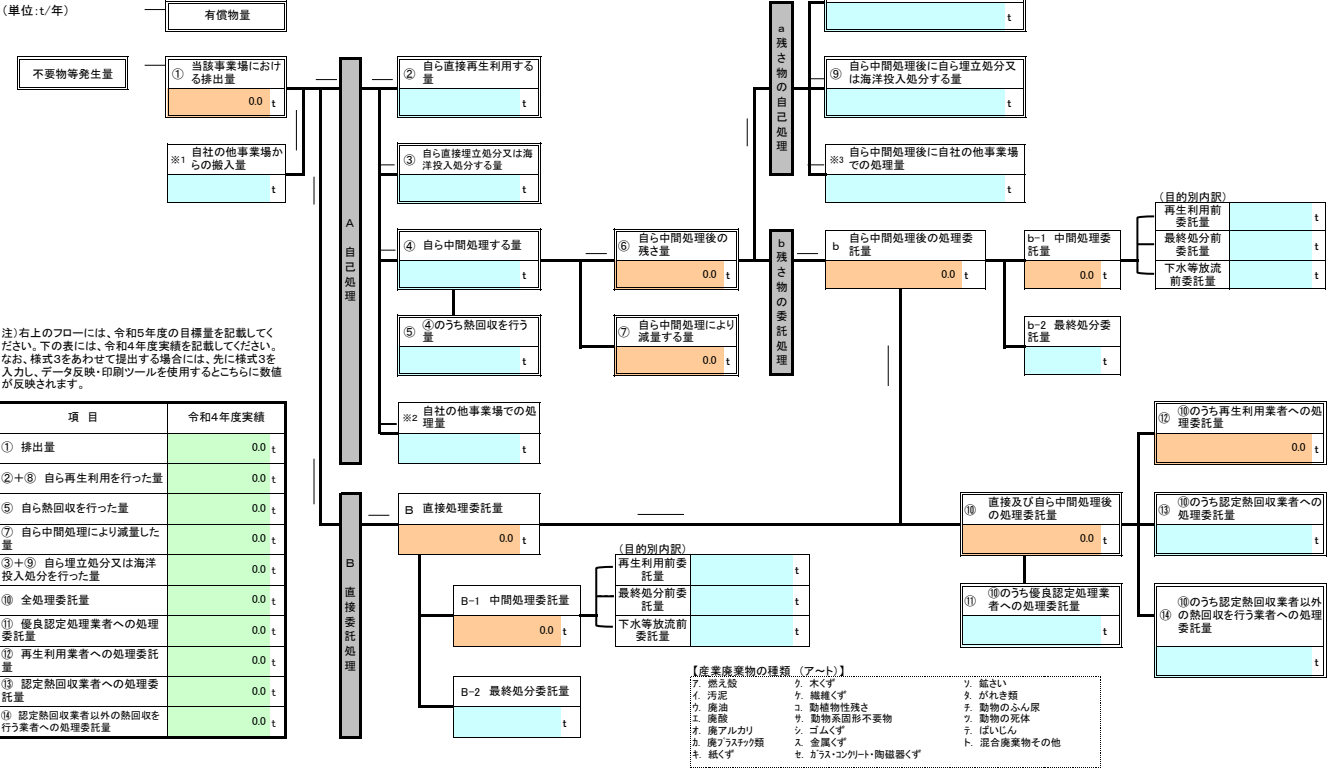 (単位:t/年)
有償物量
t
不要物等発生量
① 当該事業場におけ
る排出量
0.0 t
※1 自社の他事業場か
らの搬入量
t
A 自己処理
② 自ら直接再生利用する
量
t
③ 自ら直接埋立処分又は海
洋投入処分する量
t
④ 自ら中間処理する量
t
⑤ ④のうち熱回収を行う
量
t
※2 自社の他事業場での処
理量
t
⑥ 自ら中間処理後の
残さ量
0.0 t
⑦ 自ら中間処理により
減量する量
0.0 t
a 残さ物の自己処理
⑨ 自ら中間処理後に自ら埋立処分又
は海洋投入処分する量
t
※3 自ら中間処理後に自社の他事業場
での処理量
t
b 残さ物の委託処理
b 自ら中間処理後の処理委
託量
0.0 t
b-1 中間処理委
託量
0.0 t
b-2 最終処分委
託量
t
(目的別内訳)
再生利用前
委託量
t
最終処分前
委託量
t
下水等放流
前委託量
t
注)右上のフローには、令和5年度の目標量を記載してく
ださい。下の表には、令和4年度実績を記載してください。
なお、様式3をあわせて提出する場合には、先に様式3を
入力し、データ反映・印刷ツールを使用するとこちらに数値
が反映されます。
項 目 令和4年度実績
① 排出量 0.0 t
②+⑧ 自ら再生利用を行った量 0.0 t
⑤ 自ら熱回収を行った量 0.0 t
⑦ 自ら中間処理により減量した
量 0.0 t
③+⑨ 自ら埋立処分又は海洋
投入処分を行った量 0.0 t
⑩ 全処理委託量 0.0 t
⑪ 優良認定処理業者への処理
委託量 0.0 t
⑫ 再生利用業者への処理委託
量 0.0 t
⑬ 認定熱回収業者への処理委
託量 0.0 t
⑭ 認定熱回収業者以外の熱回収を
行う業者への処理委託量 0.0 t
B 直接委託処理
B 直接処理委託量
0.0 t
B-1 中間処理委託量
0.0 t
B-2 最終処分委託量
t
(目的別内訳)
再生利用前委
託量
t
最終処分前委
託量
t
下水等放流前
委託量
t
⑩ 直接及び自ら中間処理後
の処理委託量
0.0 t
⑪ ⑩のうち優良認定処理業
者への処理委託量
t
⑫ ⑩のうち再生利用業者への処
理委託量
0.0 t
⑬ ⑩のうち認定熱回収業者への
処理委託量
t
⑭ ⑩のうち認定熱回収業者以外
の熱回収を行う業者への処理
委託量
t
【産業廃棄物の種類 (ア～ト)】
ア. 燃え殻 ク. 木くず ソ. 鉱さい
イ. 汚泥 ケ. 繊維くず タ. がれき類
ウ. 廃油 コ. 動植物性残さ チ. 動物のふん尿
エ. 廃酸 サ. 動物系固形不要物 ツ. 動物の死体
オ. 廃アルカリ シ. ゴムくず テ. ばいじん
カ. 廃プラスチック類 ス. 金属くず ト. 混合廃棄物その他
キ. 紙くず セ. ガラス・コンクリート・陶磁器くず